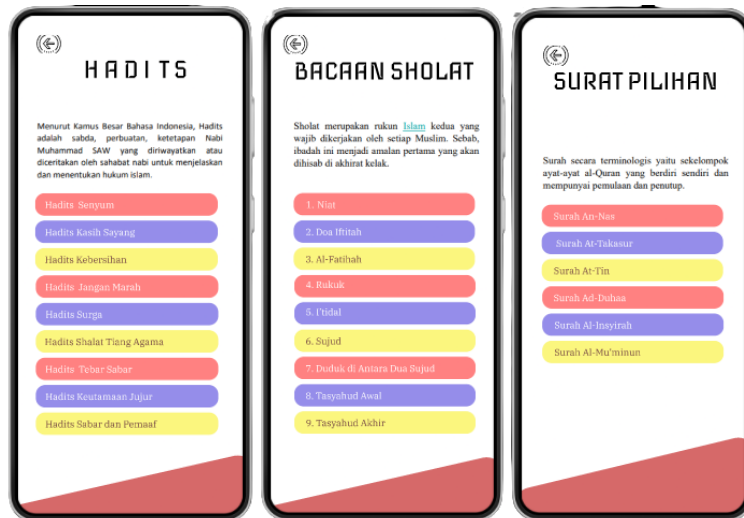 HADITS
Menurut Kamus Besar Bahasa Indonesia, Hadits
adalah sabda, perbuatan, ketetapan Nabi
Muhammad SAW yang diriwayatkan atau
diceritakan oleh sahabat nabi untuk menjelaskan
dan menentukan hukum islam.
Hadits Senyum
Hadits Kasih Sayang
Hadits Kebersihan
Hadits Jangan Marah
Hadits Surga
Hadits Shalat Tiang Agama
Hadits Tebar Sabar
Hadits Keutamaan Jujur
Hadits Sabar dan Pemaaf
BACAAN SHOLAT
Sholat merupakan rukun Islam kedua yang
wajib dikerjakan oleh setiap Muslim. Sebab,
ibadah ini menjadi amalan pertama yang akan
dihisab di akhirat kelak.
1. Niat
2. Doa Iftitah
3. Al-Fatihah
4. Rukuk
5. I'tidal
6. Sujud
7. Duduk di Antara Dua Sujud
8. Tasyahud Awal
9. Tasyahud Akhir
SURAT PILIHAN
Surah secara terminologis yaitu sekelompok
ayat-ayat al-Quran yang berdiri sendiri dan
mempunyai pemulaan dan penutup.
Surah An-Nas
Surah At-Takasur
Surah At-Tin
Surah Ad-Duhaa
Surah Al-Insyirah
Surah Al-Mu'minun